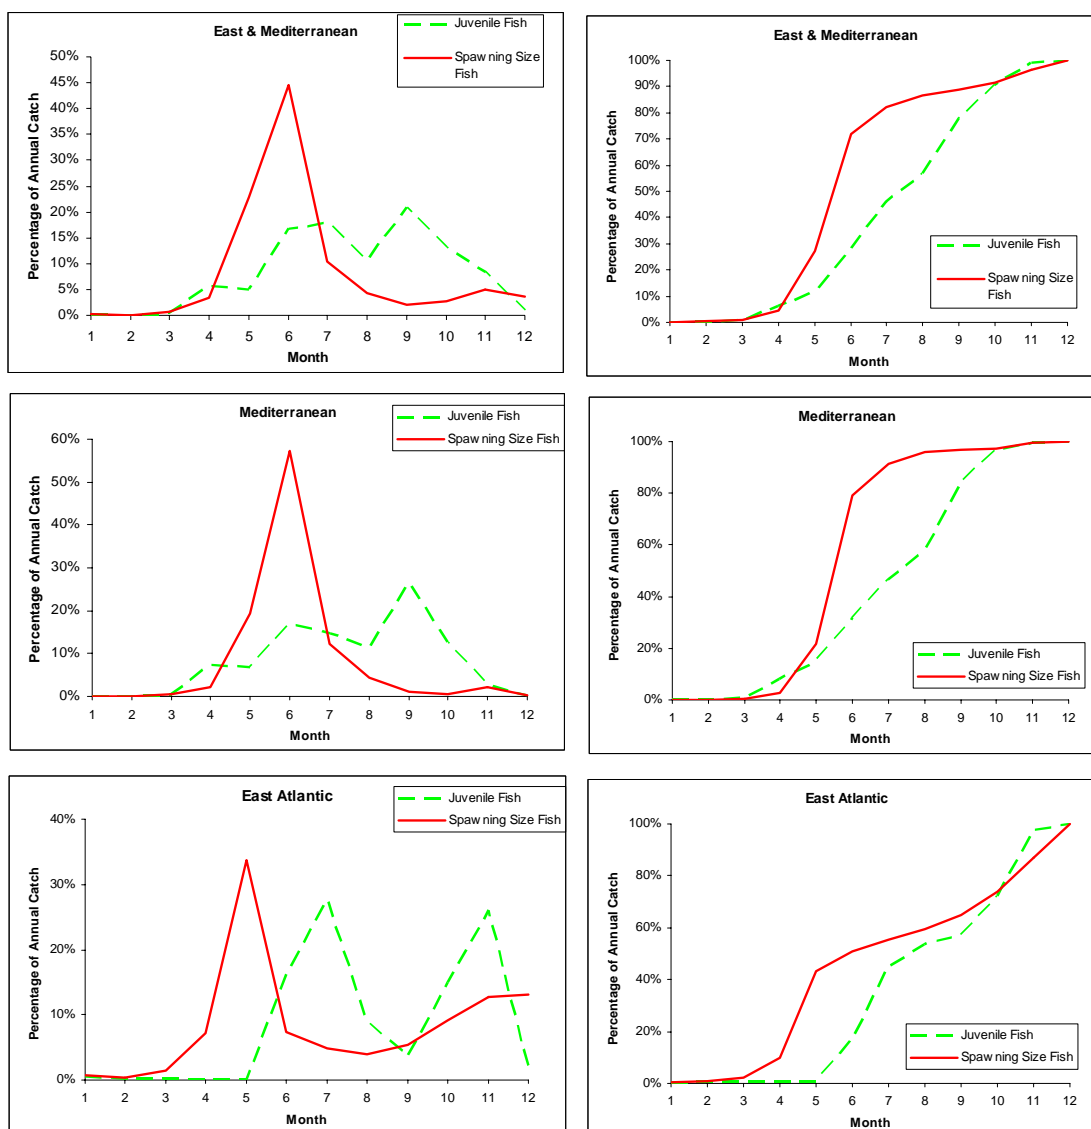 East & Mediterranean
Juvenile Fish
Spawning Size
Fish
Percentage of Annual Catch
50%
45%
40%
35%
30%
25%
20%
15%
10%
5%
0%
1 2 3 4 5 6 7 8 9 10 11 12
Month
East & Mediterranean
Percentage of Annual Catch
100%
90%
80%
70%
60%
50%
40%
30%
20%
10%
0%
Juvenile Fish
Spawning Size
Fish
1 2 3 4 5 6 7 8 9 10 11 12
Month
Mediterranean
Juvenile Fish
Spawning Size Fish
Percentage of Annual Catch
60%
50%
40%
30%
20%
10%
0%
1 2 3 4 5 6 7 8 9 10 11 12
Month
Mediterranean
Percentage of Annual Catch
100%
80%
60%
40%
20%
0%
Juvenile Fish
Spawning Size Fish
1 2 3 4 5 6 7 8 9 10 11 12
Month
East Atlantic
Juvenile Fish
Spawning Size Fish
Percentage of Annual Catch
40%
30%
20%
10%
0%
1 2 3 4 5 6 7 8 9 10 11 12
Month
East Atlantic
Percentage of Annual Catch
100%
80%
60%
40%
20%
0%
Juvenile Fish
Spawning Size Fish
1 2 3 4 5 6 7 8 9 10 11 12
Month